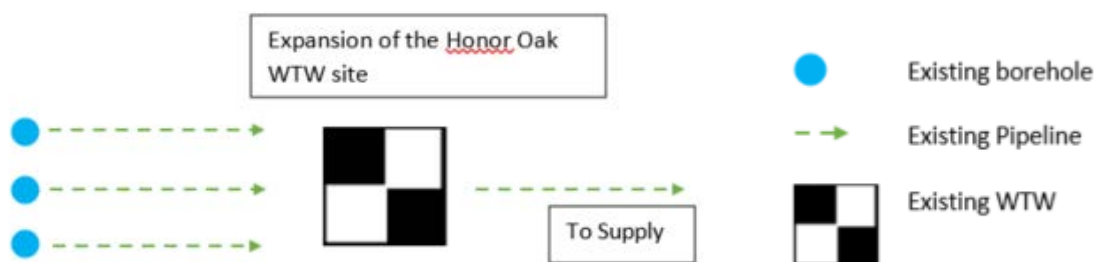 Expansion of the Honor Oak
WTW site
To Supply
Existing borehole
Existing Pipeline
Existing WTW